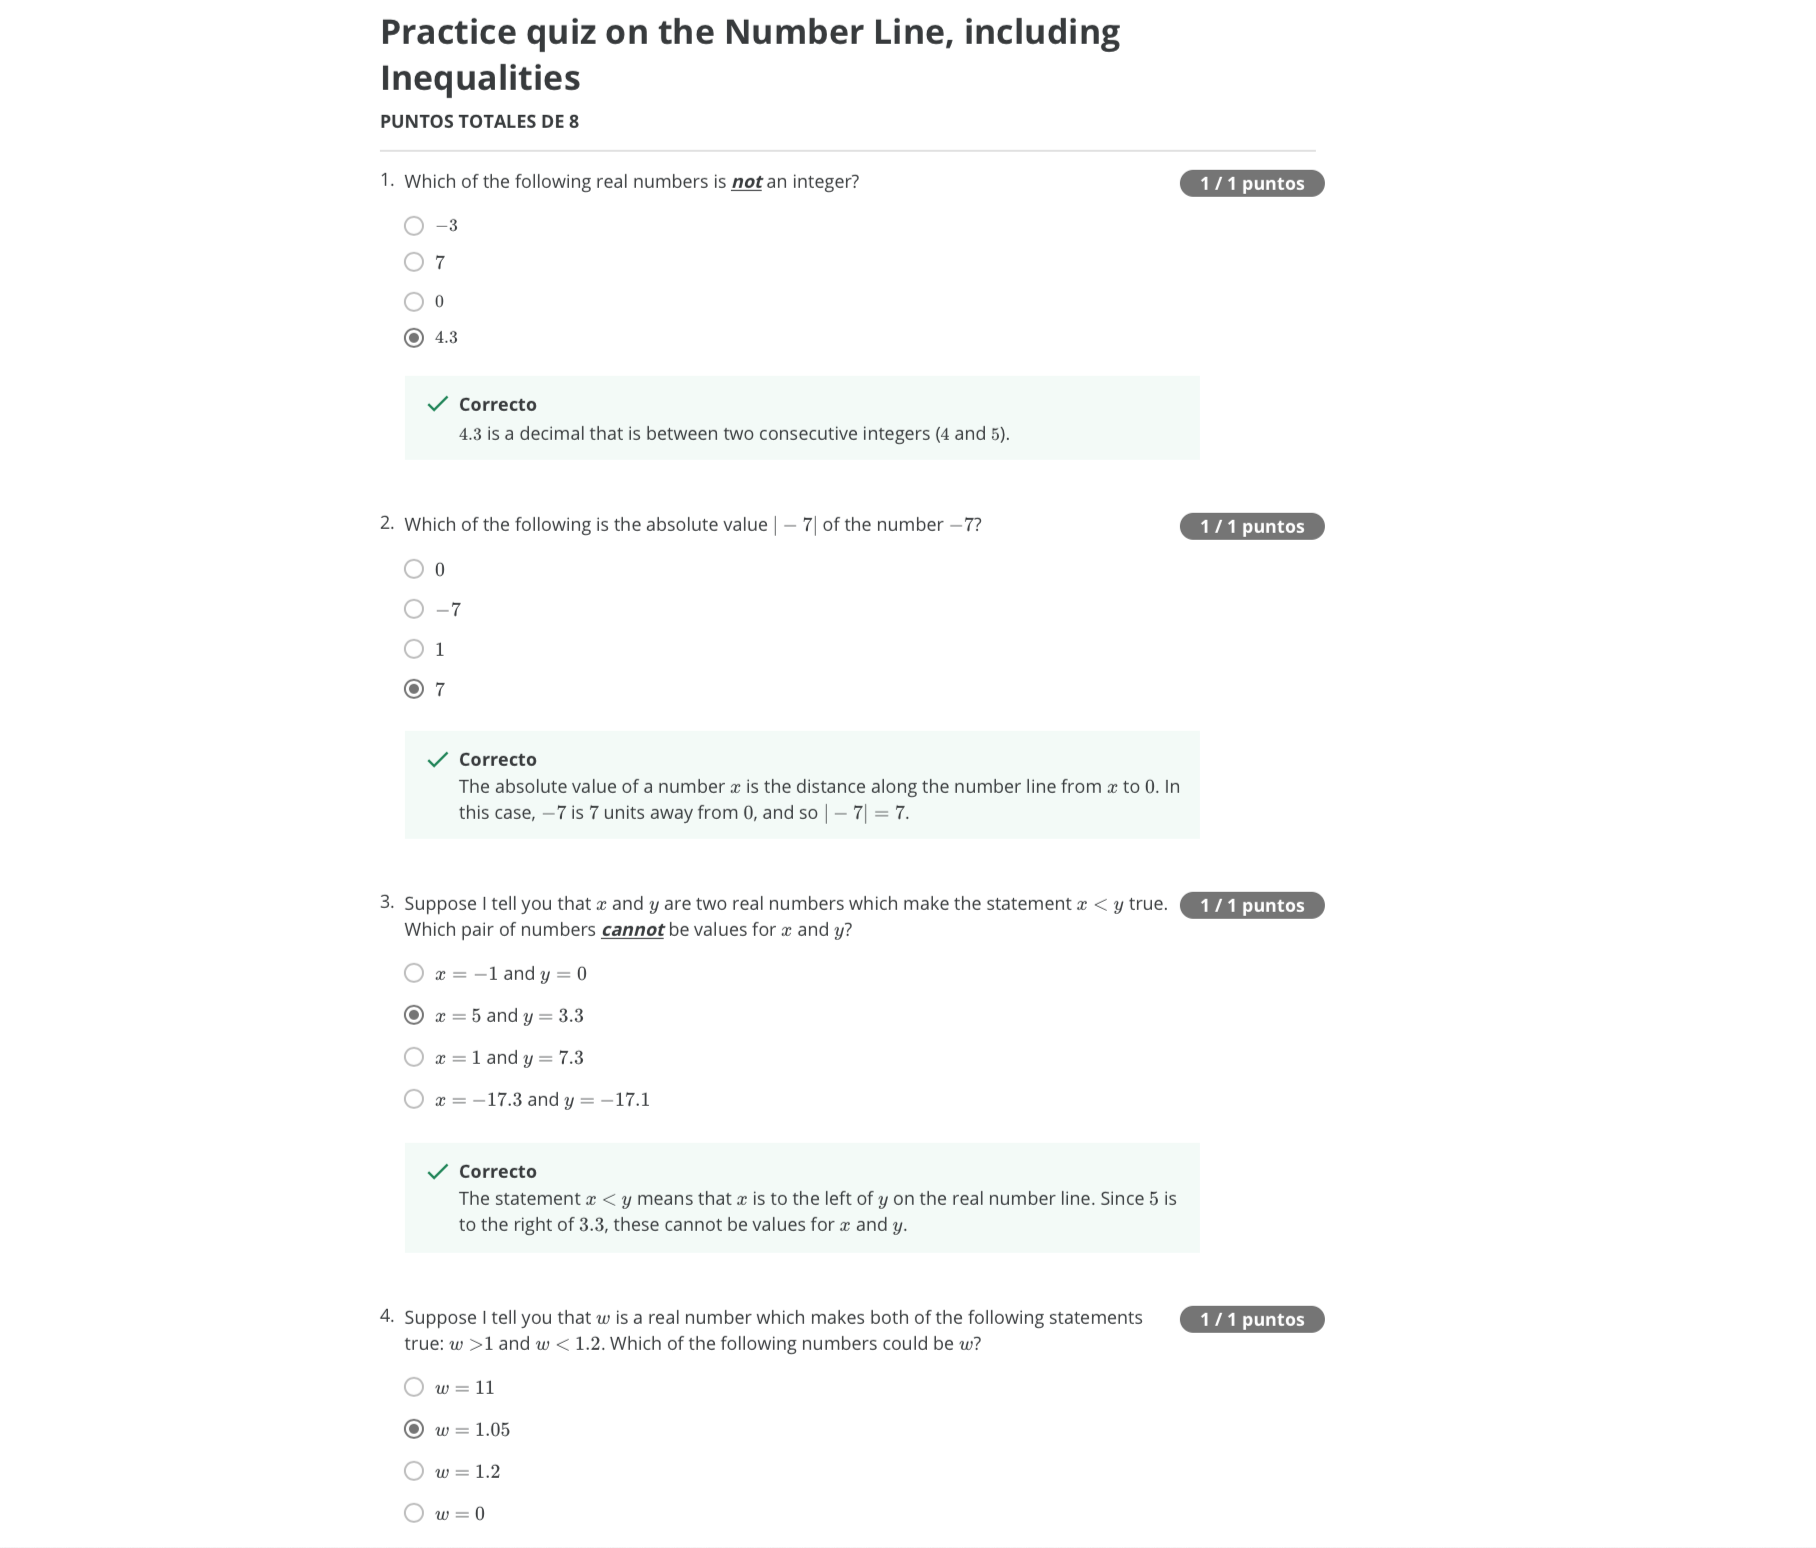 Practice quiz on the Number Line, including
Inequalities
PUNTOS TOTALES DE 8
1. Which of the following real numbers is not an integer?
1 / 1 puntos
−3
7
0
4.3
Correcto
4.3 is a decimal that is between two consecutive integers (4 and 5).
2. Which of the following is the absolute value | − 7| of the number −7?
1 / 1 puntos
0
−7
1
7
Correcto
The absolute value of a number x is the distance along the number line from x to 0. In
this case, −7 is 7 units away from 0, and so | − 7| = 7.
3. Suppose I tell you that x and y are two real numbers which make the statement x < y true.
1 / 1 puntos
Which pair of numbers cannot be values for x and y?
x = −1 and y = 0
x = 5 and y = 3.3
x = 1 and y = 7.3
x = −17.3 and y = −17.1
Correcto
The statement x < y means that x is to the left of y on the real number line. Since 5 is
to the right of 3.3, these cannot be values for x and y.
4. Suppose I tell you that w is a real number which makes both of the following statements
1 / 1 puntos
true: w >1 and w < 1.2. Which of the following numbers could be w?
w = 11
w = 1.05
w = 1.2
w = 0